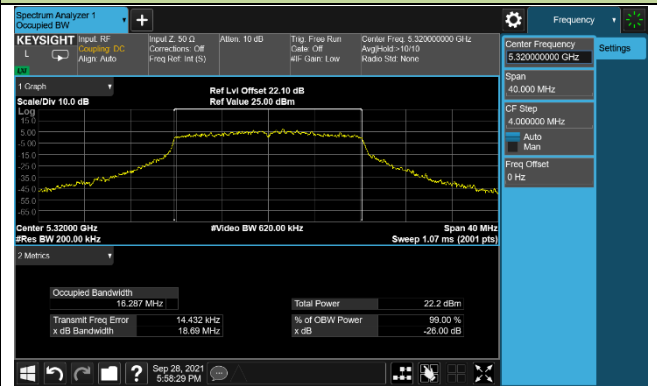 Spectrum Analyzer 1
Occupied BW
+
Frequency
KEYSIGHT
L
Input: RF
Coupling: DC
Align: Auto
Input Z: 50 Ω
Corrections: Off
Freq Ref: Int (S)
Atten: 10 dB
Trig: Free Run
Gate: Off
#IF Gain: Low
Center Freq: 5.320000000 GHz
Avg|Hold:>10/10
Radio Std: None
Center Frequency
5.320000000 GHz
Settings
Span
40.000 MHz
CF Step
4.000000 MHz
Auto
Man
Freq Offset
0 Hz
1 Graph
Scale/Div 10.0 dB
Ref Lvl Offset 22.10 dB
Ref Value 25.00 dBm
Log
15.0
5.00
-5.00
-15.0
-25.0
-35.0
-45.0
-55.0
-65.0
Center 5.32000 GHz
#Res BW 200.00 kHz
#Video BW 620.00 kHz
Span 40 MHz
Sweep 1.07 ms (2001 pts)
2 Metrics
Occupied Bandwidth
16.287 MHz
Total Power
22.2 dBm
Transmit Freq Error
14.432 kHz
% of OBW Power
99.00 %
x dB Bandwidth
18.69 MHz
x dB
-26.00 dB
?
Sep 28, 2021
5:58:29 PM